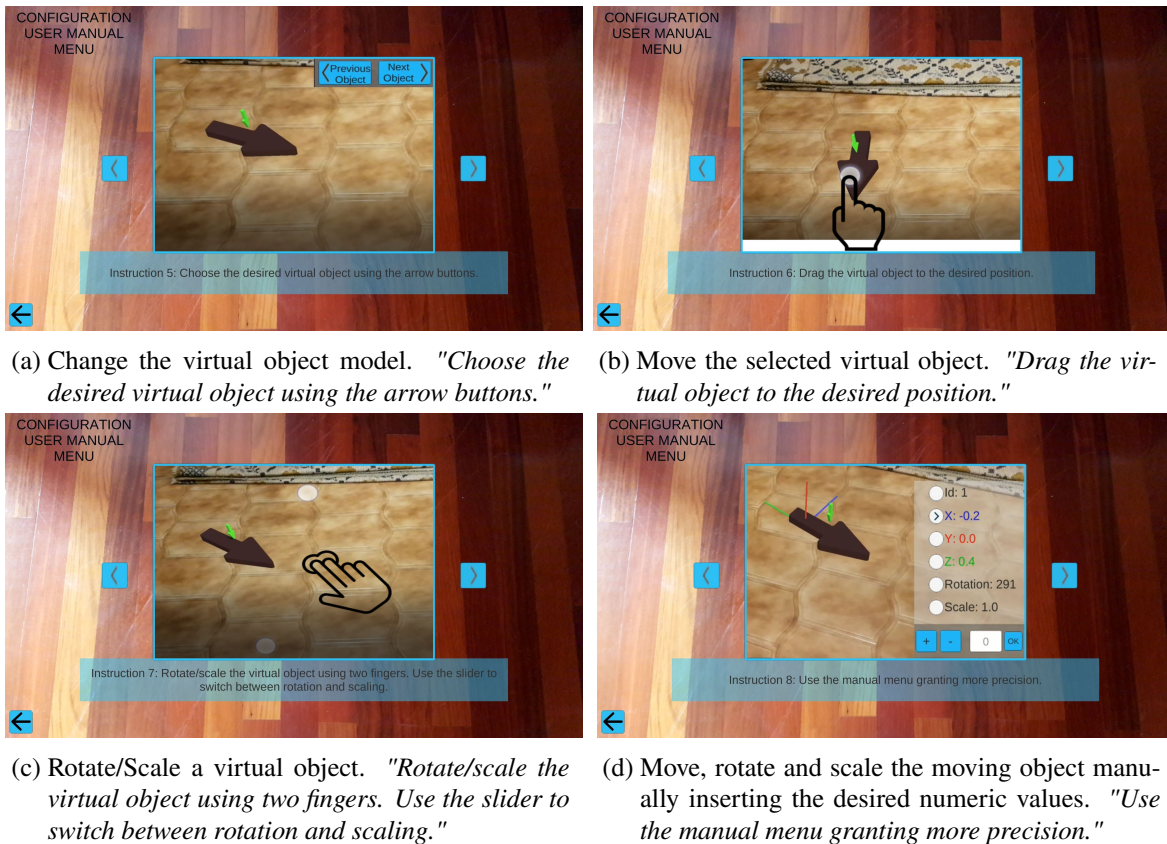 CONFIGURATION
USER MANUAL
MENU
Previous
Object
Next
Object
Instruction 5: Choose the desired virtual object using the arrow buttons.
(a) Change the virtual object model. "Choose the
desired virtual object using the arrow buttons."
CONFIGURATION
USER MANUAL
MENU
Instruction 6: Drag the virtual object to the desired position.
(b) Move the selected virtual object. "Drag the vir-
tual object to the desired position."
CONFIGURATION
USER MANUAL
MENU
Instruction 7: Rotate/scale the virtual object using two fingers. Use the slider to
switch between rotation and scaling.
(c) Rotate/Scale a virtual object. "Rotate/scale the
virtual object using two fingers. Use the slider to
switch between rotation and scaling."
CONFIGURATION
USER MANUAL
MENU
Id: 1
X: -0.2
Y: 0.0
Z: 0.4
Rotation: 291
Scale: 1.0
+ - 0 OK
Instruction 8: Use the manual menu granting more precision.
(d) Move, rotate and scale the moving object manu-
ally inserting the desired numeric values. "Use
the manual menu granting more precision."